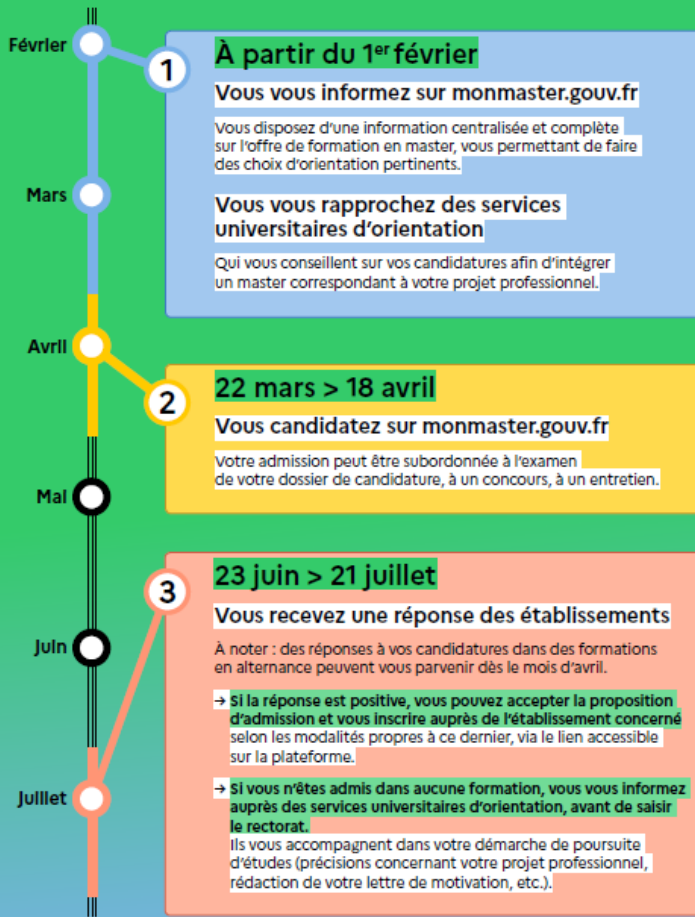 Février
1
À partir du 1er février
Vous vous informez sur monmaster.gouv.fr
Vous disposez d'une information centralisée et complète
sur l'offre de formation en master, vous permettant de faire
des choix d'orientation pertinents.
Mars
Vous vous rapprochez des services
universitaires d'orientation
Qui vous conseillent sur vos candidatures afin d'intégrer
un master correspondant à votre projet professionnel.
Avril
2
22 mars > 18 avril
Vous candidatez sur monmaster.gouv.fr
Votre admission peut être subordonnée à l'examen
de votre dossier de candidature, à un concours, à un entretien.
Mai
3
23 juin > 21 juillet
Vous recevez une réponse des établissements
À noter : des réponses à vos candidatures dans des formations
en alternance peuvent vous parvenir dès le mois d'avril.
Juin
→ Si la réponse est positive, vous pouvez accepter la proposition
d'admission et vous inscrire auprès de l'établissement concerné
selon les modalités propres à ce dernier, via le lien accessible
sur la plateforme.
Juillet
→ Si vous n'êtes admis dans aucune formation, vous vous informez
auprès des services universitaires d'orientation, avant de saisir
le rectorat.
Ils vous accompagnent dans votre démarche de poursuite
d'études (précisions concernant votre projet professionnel,
rédaction de votre lettre de motivation, etc.).